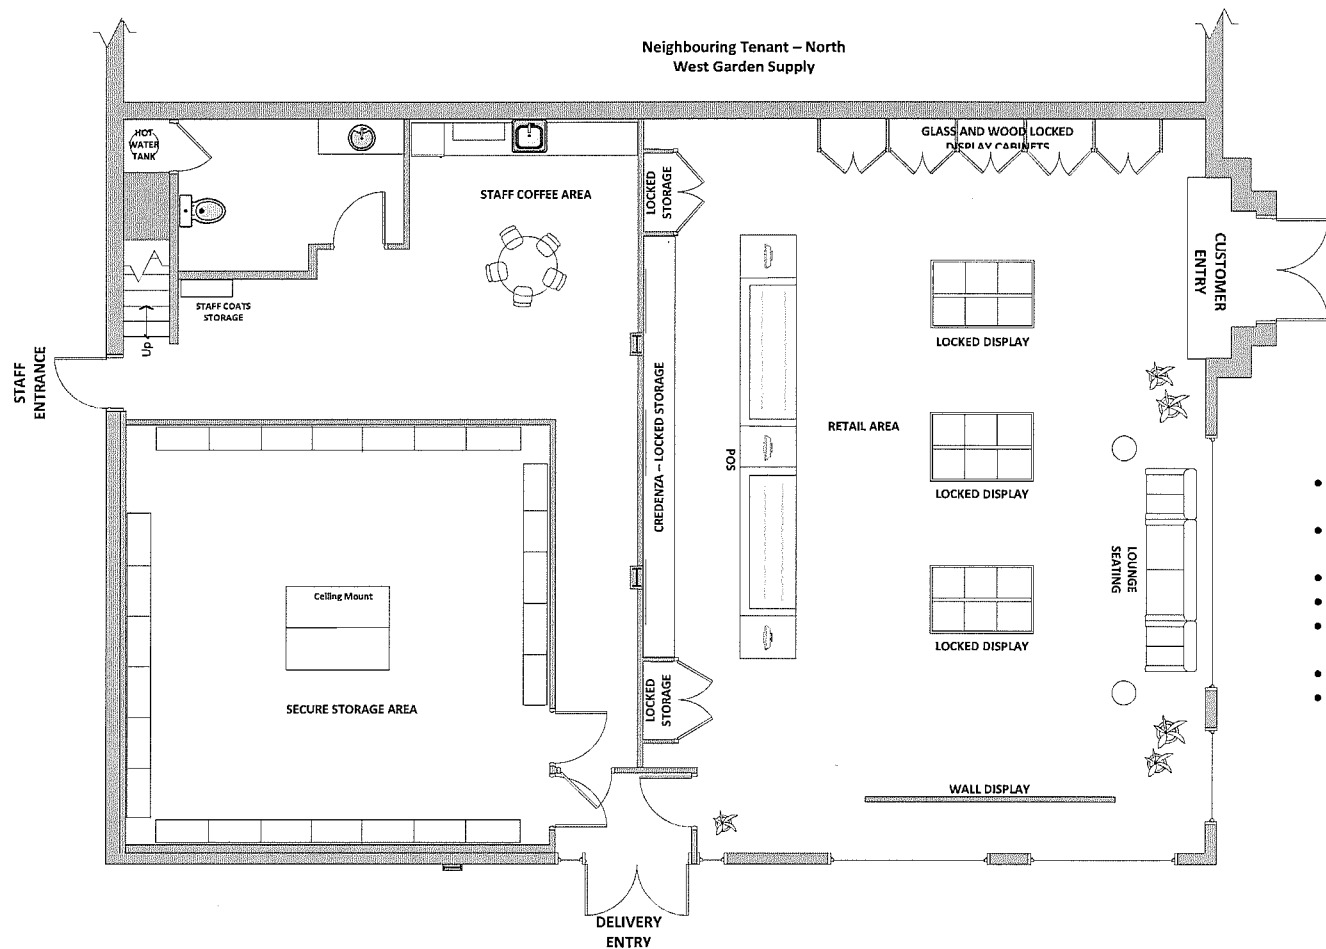 Neighbouring Tenant – North
West Garden Supply
HOT
WATER
TANK
GLASS AND WOOD LOCKED
DISPLAY CABINETS
STAFF COFFEE AREA
LOCKED
STORAGE
CUSTOMER
ENTRY
STAFF COATS
STORAGE
Up
LOCKED DISPLAY
STAFF
ENTRANCE
CREDENZA – LOCKED STORAGE
POS
RETAIL AREA
LOCKED DISPLAY
LOUNGE
SEATING
Ceiling Mount
LOCKED DISPLAY
SECURE STORAGE AREA
LOCKED
STORAGE
WALL DISPLAY
DELIVERY
ENTRY